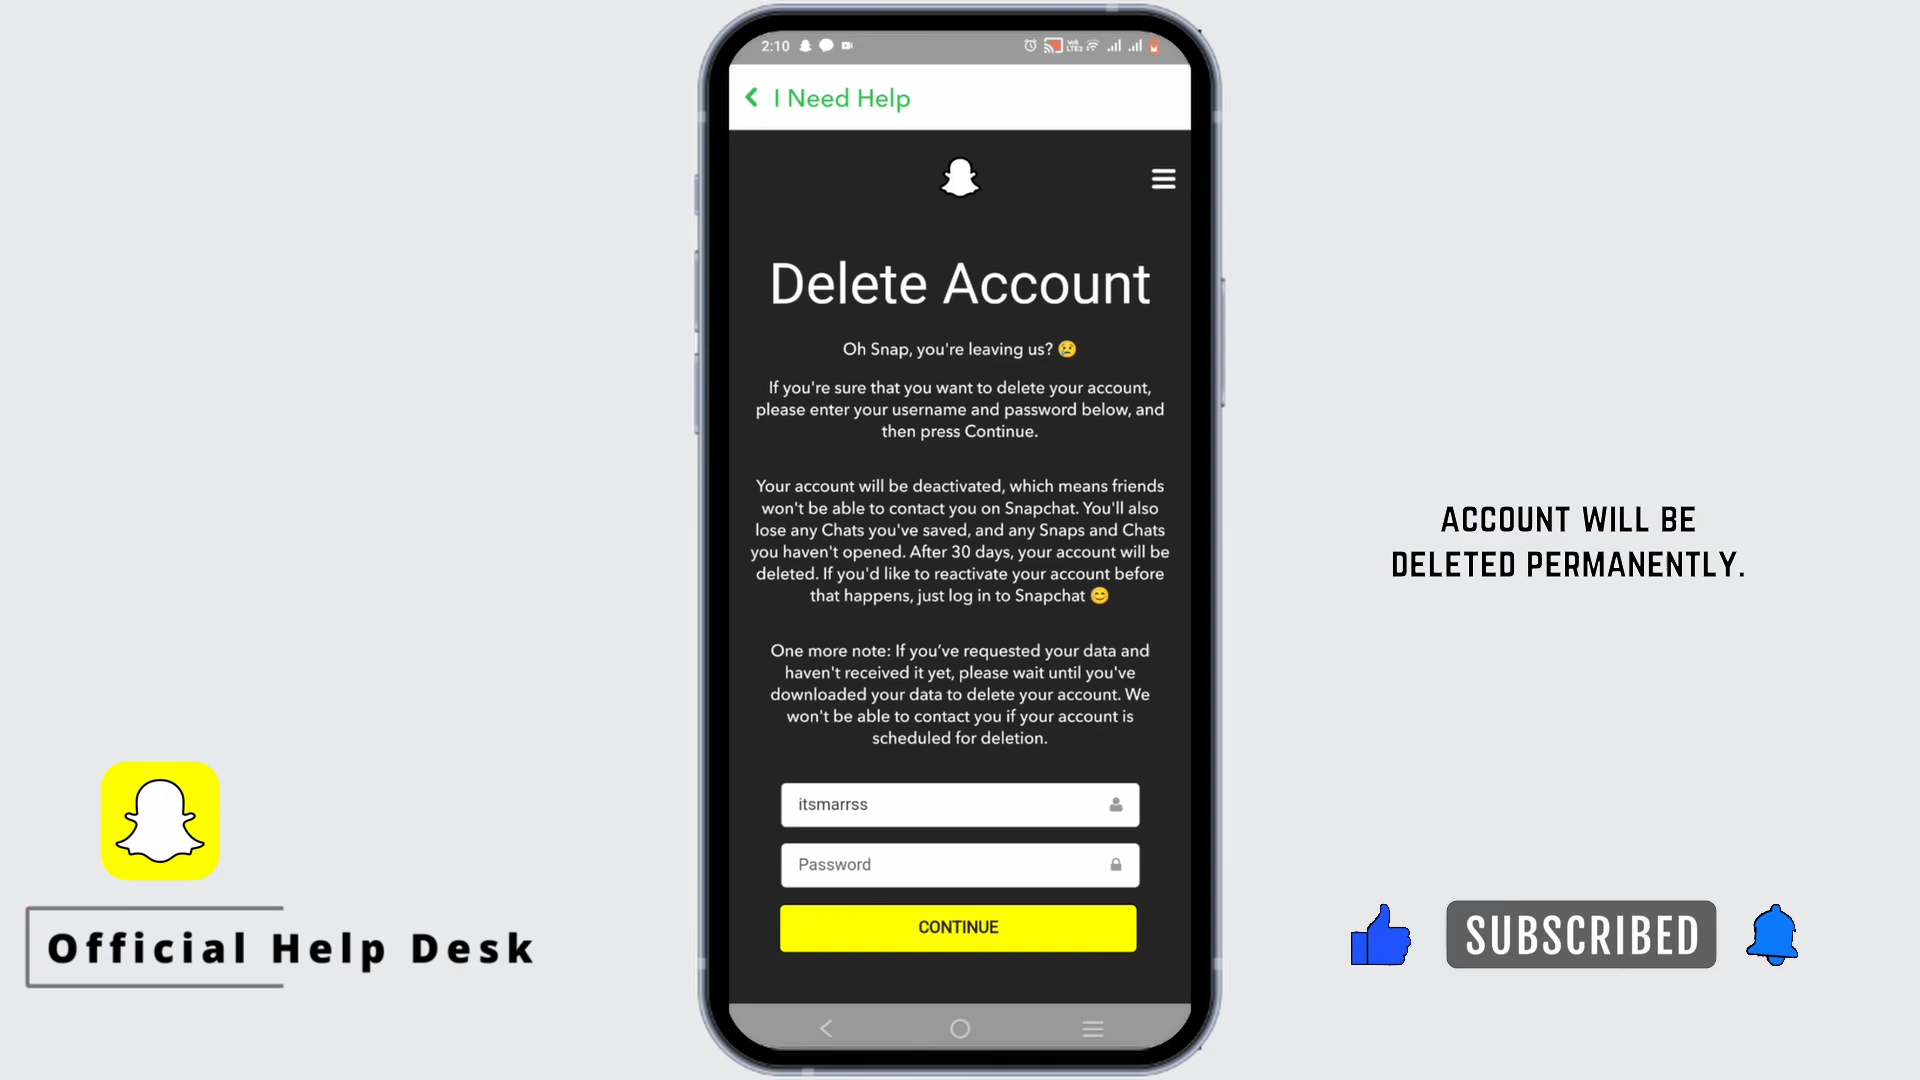 2:10
I Need Help
Delete Account
Oh Snap, you're leaving us? 😢
If you're sure that you want to delete your account,
please enter your username and password below, and
then press Continue.
Your account will be deactivated, which means friends
won't be able to contact you on Snapchat. You'll also
lose any Chats you've saved, and any Snaps and Chats
you haven't opened. After 30 days, your account will be
deleted. If you'd like to reactivate your account before
that happens, just log in to Snapchat 😊
One more note: If you’ve requested your data and
haven't received it yet, please wait until you've
downloaded your data to delete your account. We
won't be able to contact you if your account is
scheduled for deletion.
itsmarrss
Password
CONTINUE
ACCOUNT WILL BE
DELETED PERMANENTLY.
Official Help Desk
SUBSCRIBED